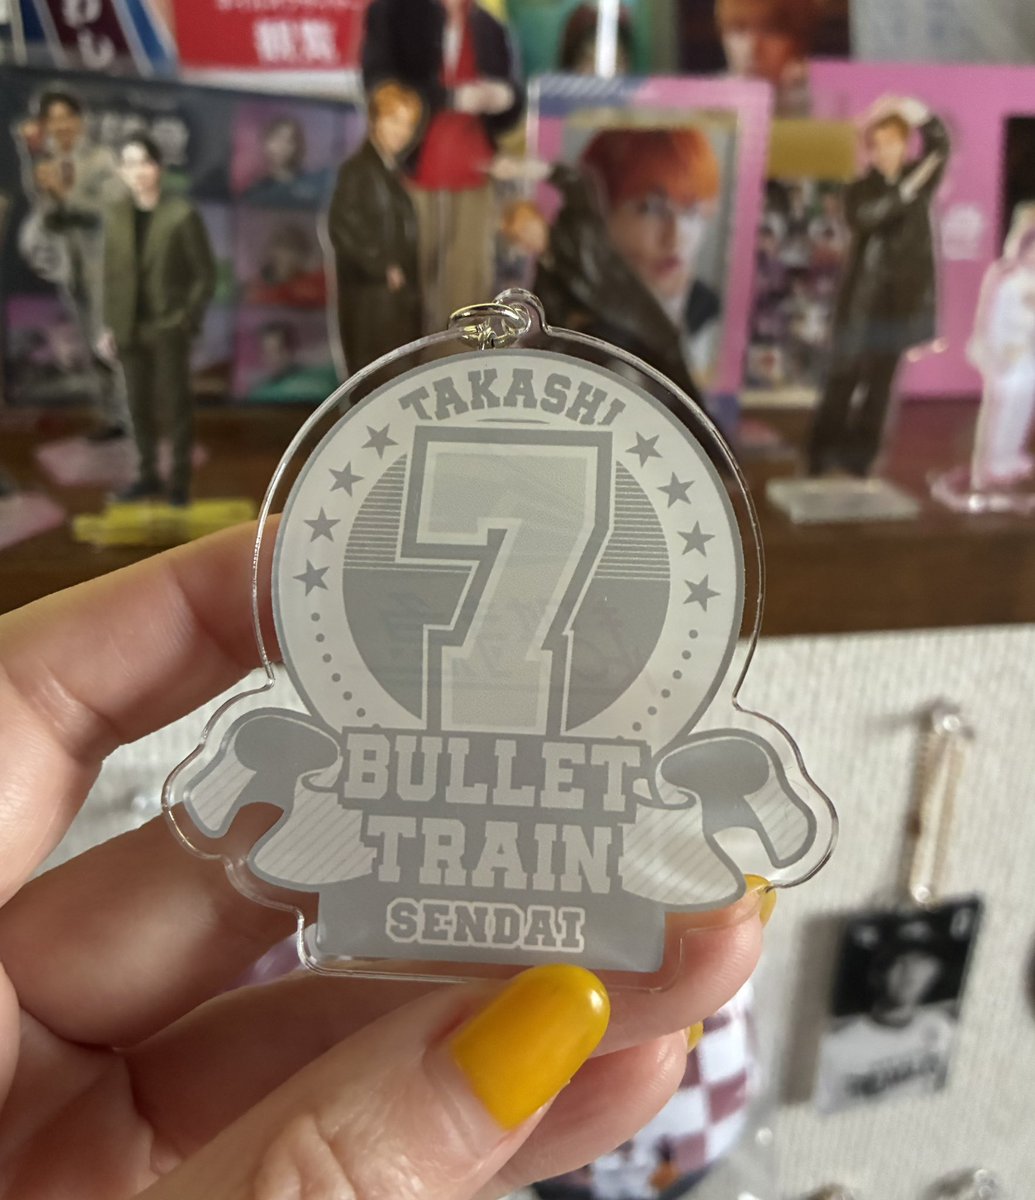 TAKASHI
7
BULLET
TRAIN
SENDAI